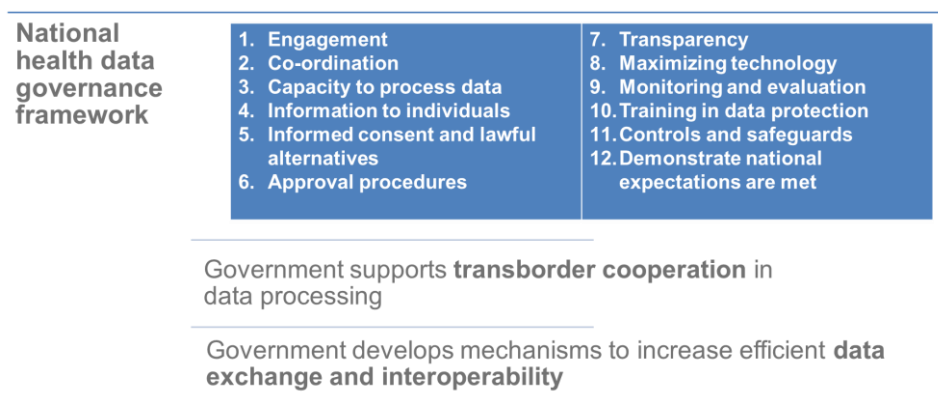 National
health data
governance
framework
1. Engagement
2. Co-ordination
3. Capacity to process data
4. Information to individuals
5. Informed consent and lawful
alternatives
6. Approval procedures
7. Transparency
8. Maximizing technology
9. Monitoring and evaluation
10. Training in data protection
11. Controls and safeguards
12. Demonstrate national
expectations are met
Government supports transborder cooperation in
data processing
Government develops mechanisms to increase efficient data
exchange and interoperability